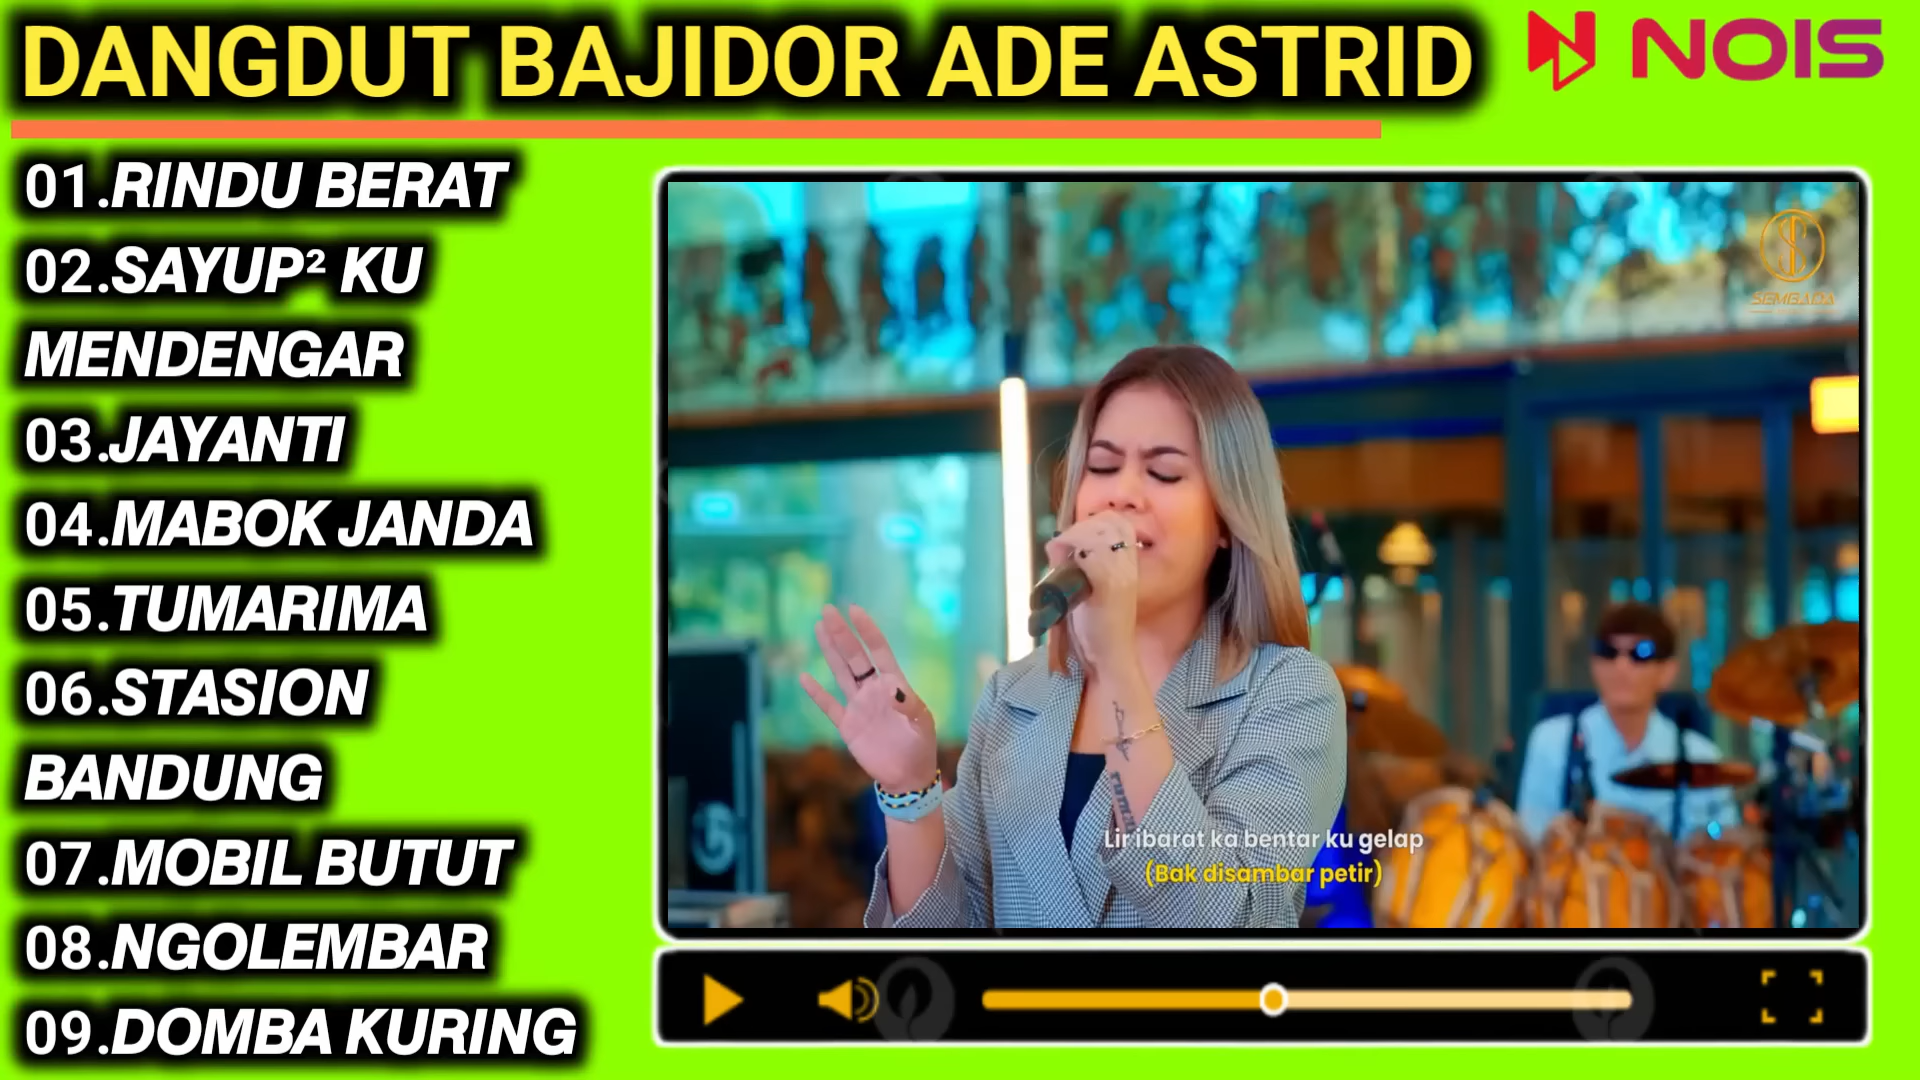 DANGDUT BAJIDOR ADE ASTRID
NOIS
01.RINDU BERAT
02.SAYUP² KU
MENDENGAR
03.JAYANTI
04.MABOK JANDA
05.TUMARIMA
06.STASION
BANDUNG
07.MOBIL BUTUT
08.NGOLEMBAR
09.DOMBA KURING
SEMBADA
Lir ibarat ka bentar ku gelap
(Bak disambar petir)